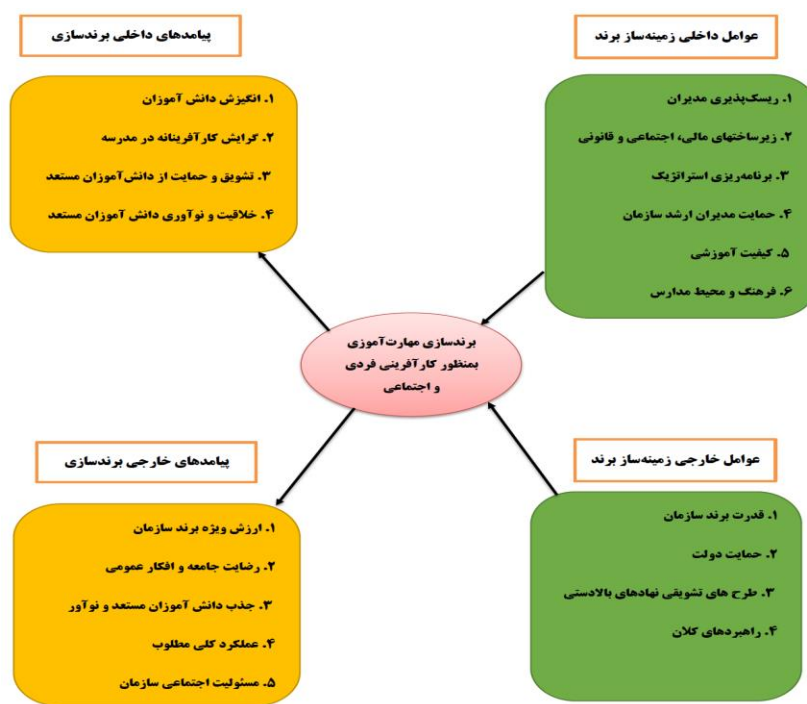 عوامل داخلی زمینه‌ساز برند
۱. ریسک‌پذیری مدیران
۲. زیرساختهای مالی، اجتماعی و قانونی
۳. برنامه‌ریزی استراتژیک
۴. حمایت مدیران ارشد سازمان
۵. کیفیت آموزشی
۶. فرهنگ و محیط مدارس
پیامدهای داخلی برندسازی
۱. انگیزش دانش آموزان
۲. گرایش کارآفرینانه در مدرسه
۳. تشویق و حمایت از دانش‌آموزان مستعد
۴. خلاقیت و نوآوری دانش آموزان مستعد
برندسازی مهارت‌آموزی
بمنظور کارآفرینی فردی
و اجتماعی
عوامل خارجی زمینه‌ساز برند
۱. قدرت برند سازمان
۲. حمایت دولت
۳. طرح های تشویقی نهادهای بالادستی
۴. راهبردهای کلان
پیامدهای خارجی برندسازی
۱. ارزش ویژه برند سازمان
۲. رضایت جامعه و افکار عمومی
۳. جذب دانش آموزان مستعد و نوآور
۴. عملکرد کلی مطلوب
۵. مسئولیت اجتماعی سازمان